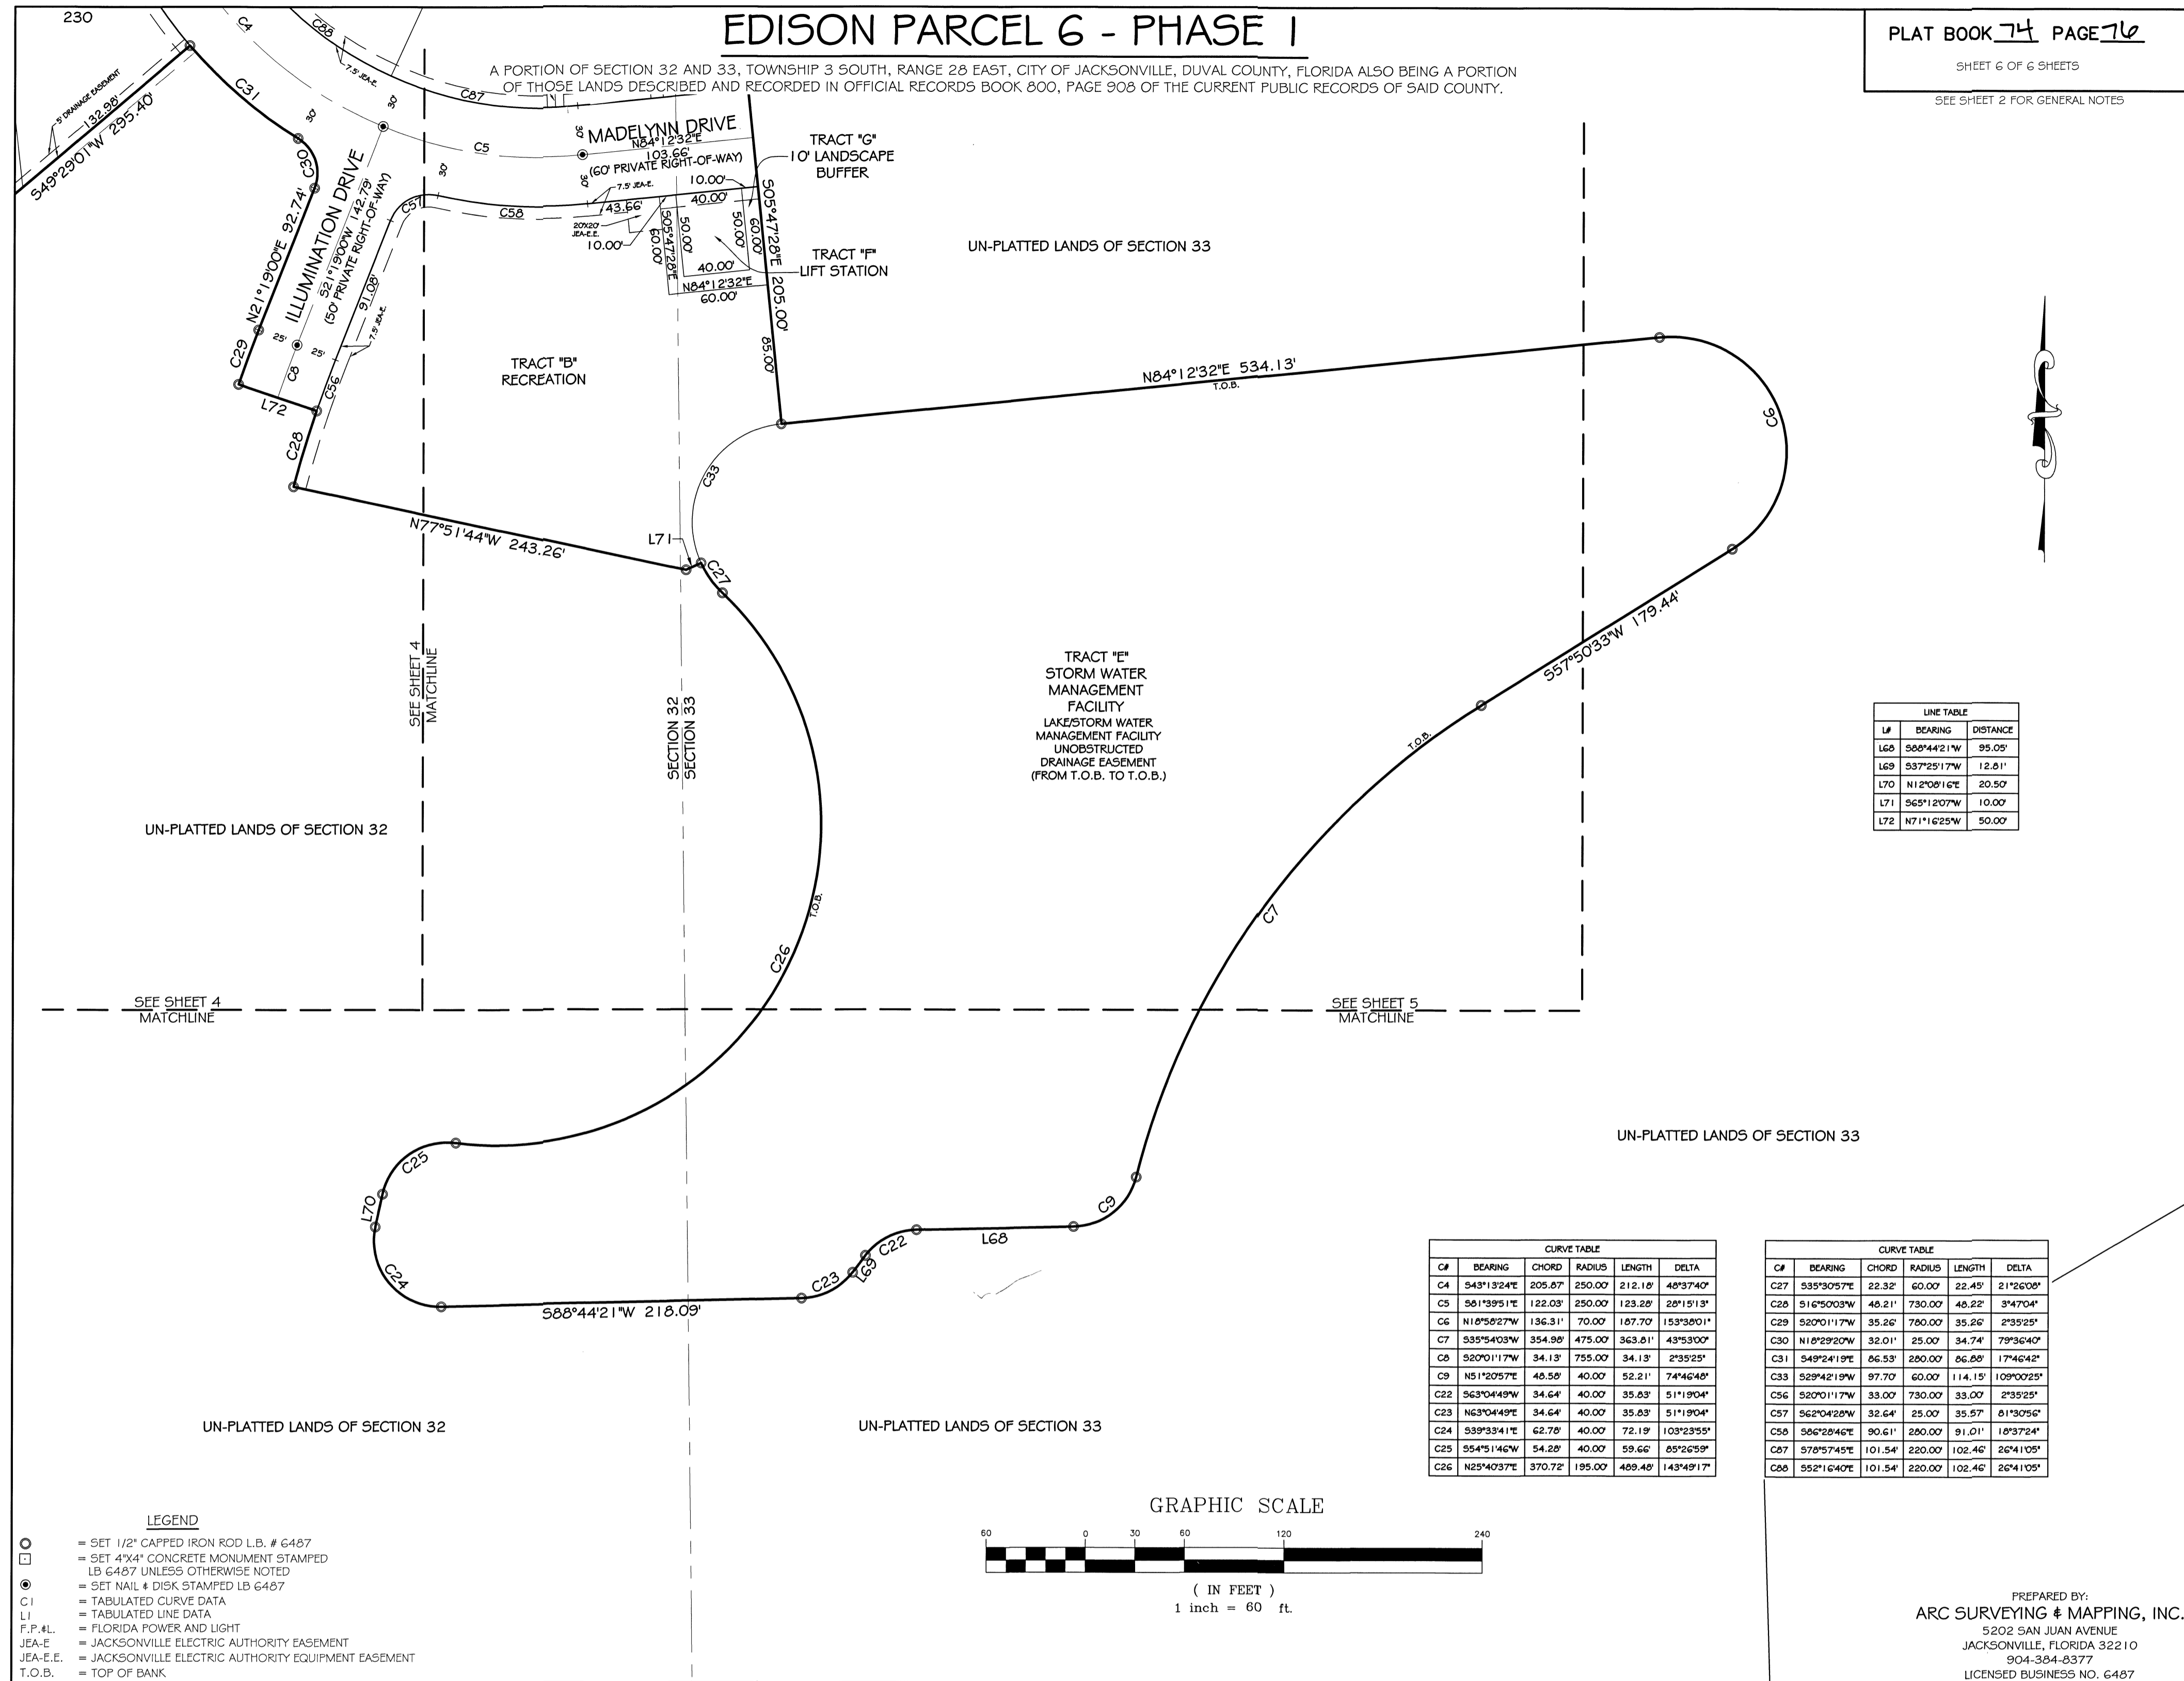 230
EDISON PARCEL 6 - PHASE 1
A PORTION OF SECTION 32 AND 33, TOWNSHIP 3 SOUTH, RANGE 28 EAST, CITY OF JACKSONVILLE, DUVAL COUNTY, FLORIDA ALSO BEING A PORTION
OF THOSE LANDS DESCRIBED AND RECORDED IN OFFICIAL RECORDS BOOK 800, PAGE 908 OF THE CURRENT PUBLIC RECORDS OF SAID COUNTY.
PLAT BOOK 74 PAGE 76
SHEET 6 OF 6 SHEETS
SEE SHEET 2 FOR GENERAL NOTES
5' DRAINAGE EASEMENT
132.98'
S49°29'01"W 295.40'
C4
C88
7.5' JEA-E
C31
30'
30'
C87
C5
30'
30'
30'
MADELYNN DRIVE
N84°12'32"E
103.66'
(60' PRIVATE RIGHT-OF-WAY)
TRACT "G"
10' LANDSCAPE
BUFFER
C30
ILLUMINATION DRIVE
S21°19'00"W 142.79'
(50' PRIVATE RIGHT-OF-WAY)
N21°19'00"E 92.74'
91.08'
7.5' JEA-E
C57
C58
7.5' JEA-E.
43.66'
10.00'
40.00'
20'X20'
JEA-E.E.
10.00'
S05°47'28"E
60.00'
50.00'
50.00'
60.00'
40.00'
N84°12'32"E
60.00'
S05°47'28"E 205.00'
85.00'
TRACT "F"
LIFT STATION
UN-PLATTED LANDS OF SECTION 33
C29
25'
25'
C8
C56
L72
C28
TRACT "B"
RECREATION
N84°12'32"E 534.13'
T.O.B.
C6
C33
N77°51'44"W 243.26'
L71
C27
S57°50'33"W 179.44'
SEE SHEET 4
MATCHLINE
SECTION 32
SECTION 33
TRACT "E"
STORM WATER
MANAGEMENT
FACILITY
LAKE/STORM WATER
MANAGEMENT FACILITY
UNOBSTRUCTED
DRAINAGE EASEMENT
(FROM T.O.B. TO T.O.B.)
T.O.B.
LINE TABLE
L# BEARING DISTANCE
L68 S88°44'21"W 95.05'
L69 S37°25'17"W 12.81'
L70 N12°08'16"E 20.50'
L71 S65°12'07"W 10.00'
L72 N71°16'25"W 50.00'
UN-PLATTED LANDS OF SECTION 32
T.O.B.
C26
C7
SEE SHEET 4
MATCHLINE
SEE SHEET 5
MATCHLINE
UN-PLATTED LANDS OF SECTION 33
C25
L70
C24
C9
C22
L68
L69
C23
S88°44'21"W 218.09'
CURVE TABLE
C# BEARING CHORD RADIUS LENGTH DELTA
C4 S43°13'24"E 205.87' 250.00' 212.18' 48°37'40"
C5 S81°39'51"E 122.03' 250.00' 123.28' 28°15'13"
C6 N18°58'27"W 136.31' 70.00' 187.70' 153°38'01"
C7 S35°54'03"W 354.98' 475.00' 363.81' 43°53'00"
C8 S20°01'17"W 34.13' 755.00' 34.13' 2°35'25"
C9 N51°20'57"E 48.58' 40.00' 52.21' 74°46'48"
C22 S63°04'49"W 34.64' 40.00' 35.83' 51°19'04"
C23 N63°04'49"E 34.64' 40.00' 35.83' 51°19'04"
C24 S39°33'41"E 62.78' 40.00' 72.19' 103°23'55"
C25 S54°51'46"W 54.28' 40.00' 59.66' 85°26'59"
C26 N25°40'37"E 370.72' 195.00' 489.48' 143°49'17"
CURVE TABLE
C# BEARING CHORD RADIUS LENGTH DELTA
C27 S35°30'57"E 22.32' 60.00' 22.45' 21°26'08"
C28 S16°50'03"W 48.21' 730.00' 48.22' 3°47'04"
C29 S20°01'17"W 35.26' 780.00' 35.26' 2°35'25"
C30 N18°29'20"W 32.01' 25.00' 34.74' 79°36'40"
C31 S49°24'19"E 86.53' 280.00' 86.88' 17°46'42"
C33 S29°42'19"W 97.70' 60.00' 114.15' 109°00'25"
C56 S20°01'17"W 33.00' 730.00' 33.00' 2°35'25"
C57 S62°04'28"W 32.64' 25.00' 35.57' 81°30'56"
C58 S86°28'46"E 90.61' 280.00' 91.01' 18°37'24"
C87 S78°57'45"E 101.54' 220.00' 102.46' 26°41'05"
C88 S52°16'40"E 101.54' 220.00' 102.46' 26°41'05"
UN-PLATTED LANDS OF SECTION 32
UN-PLATTED LANDS OF SECTION 33
LEGEND
= SET 1/2" CAPPED IRON ROD L.B. # 6487
= SET 4"X4" CONCRETE MONUMENT STAMPED
LB 6487 UNLESS OTHERWISE NOTED
= SET NAIL & DISK STAMPED LB 6487
C1 = TABULATED CURVE DATA
L1 = TABULATED LINE DATA
F.P.&L. = FLORIDA POWER AND LIGHT
JEA-E = JACKSONVILLE ELECTRIC AUTHORITY EASEMENT
JEA-E.E. = JACKSONVILLE ELECTRIC AUTHORITY EQUIPMENT EASEMENT
T.O.B. = TOP OF BANK
GRAPHIC SCALE
60 0 30 60 120 240
( IN FEET )
1 inch = 60 ft.
PREPARED BY:
ARC SURVEYING & MAPPING, INC.
5202 SAN JUAN AVENUE
JACKSONVILLE, FLORIDA 32210
904-384-8377
LICENSED BUSINESS NO. 6487